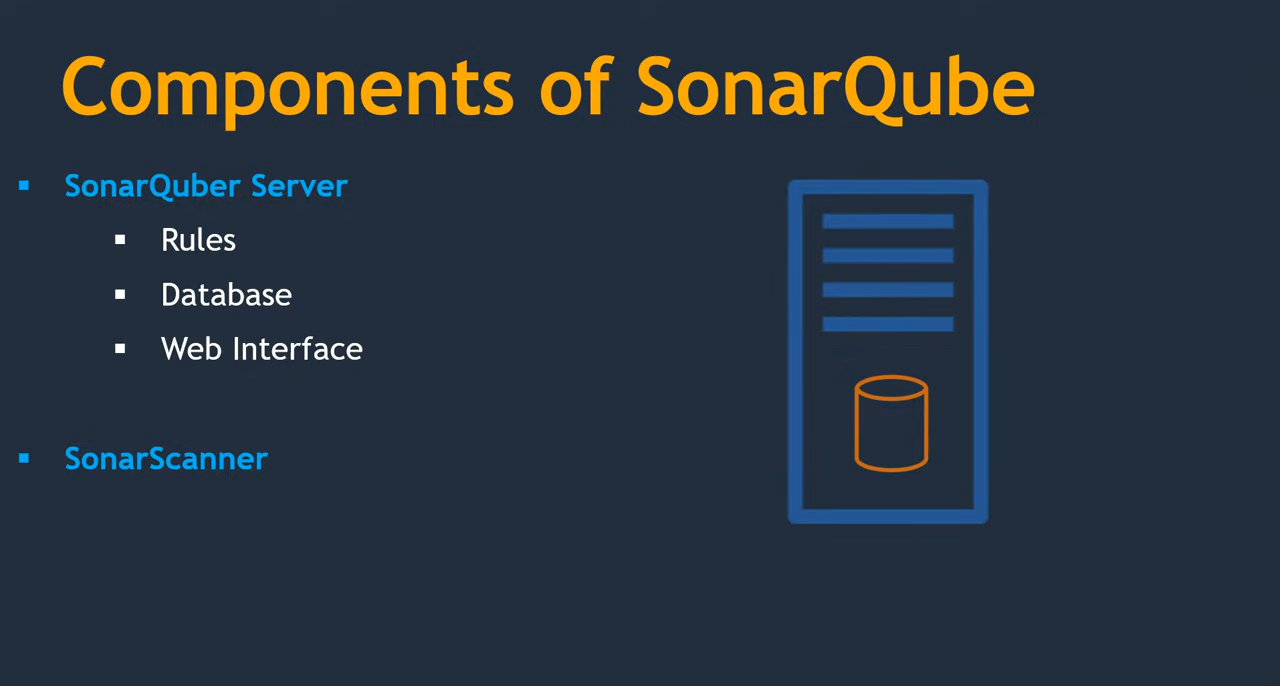 Components of SonarQube
SonarQuber Server
Rules
Database
Web Interface
SonarScanner